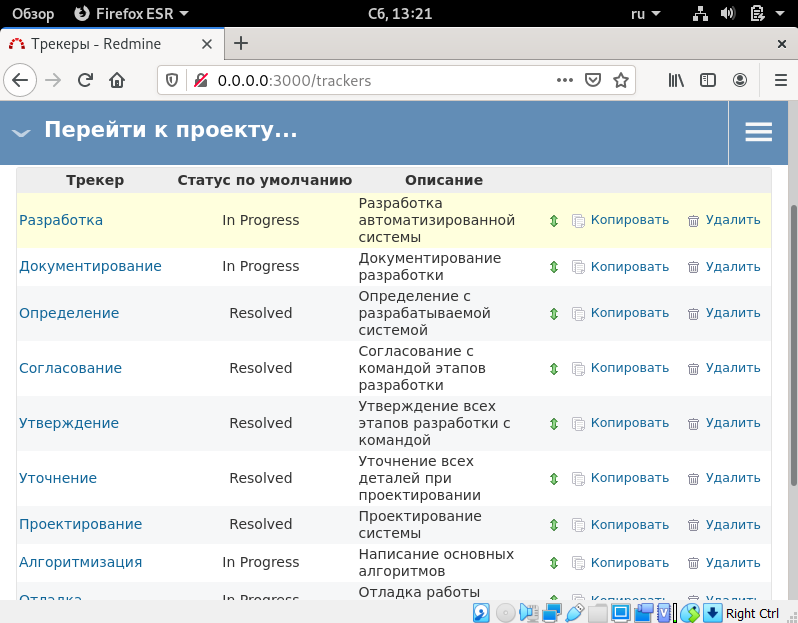 Обзор Firefox ESR Сб, 13:21 ru
Трекеры - Redmine
0.0.0.0:3000/trackers
Перейти к проекту...
Трекер Статус по умолчанию Описание
Разработка In Progress Разработка автоматизированной системы Копировать Удалить
Документирование In Progress Документирование разработки Копировать Удалить
Определение Resolved Определение с разрабатываемой системой Копировать Удалить
Согласование Resolved Согласование с командой этапов разработки Копировать Удалить
Утверждение Resolved Утверждение всех этапов разработки с командой Копировать Удалить
Уточнение Resolved Уточнение всех деталей при проектировании Копировать Удалить
Проектирование Resolved Проектирование системы Копировать Удалить
Алгоритмизация In Progress Написание основных алгоритмов Копировать Удалить
Отладка In Progress Отладка работы Копировать Удалить
Right Ctrl